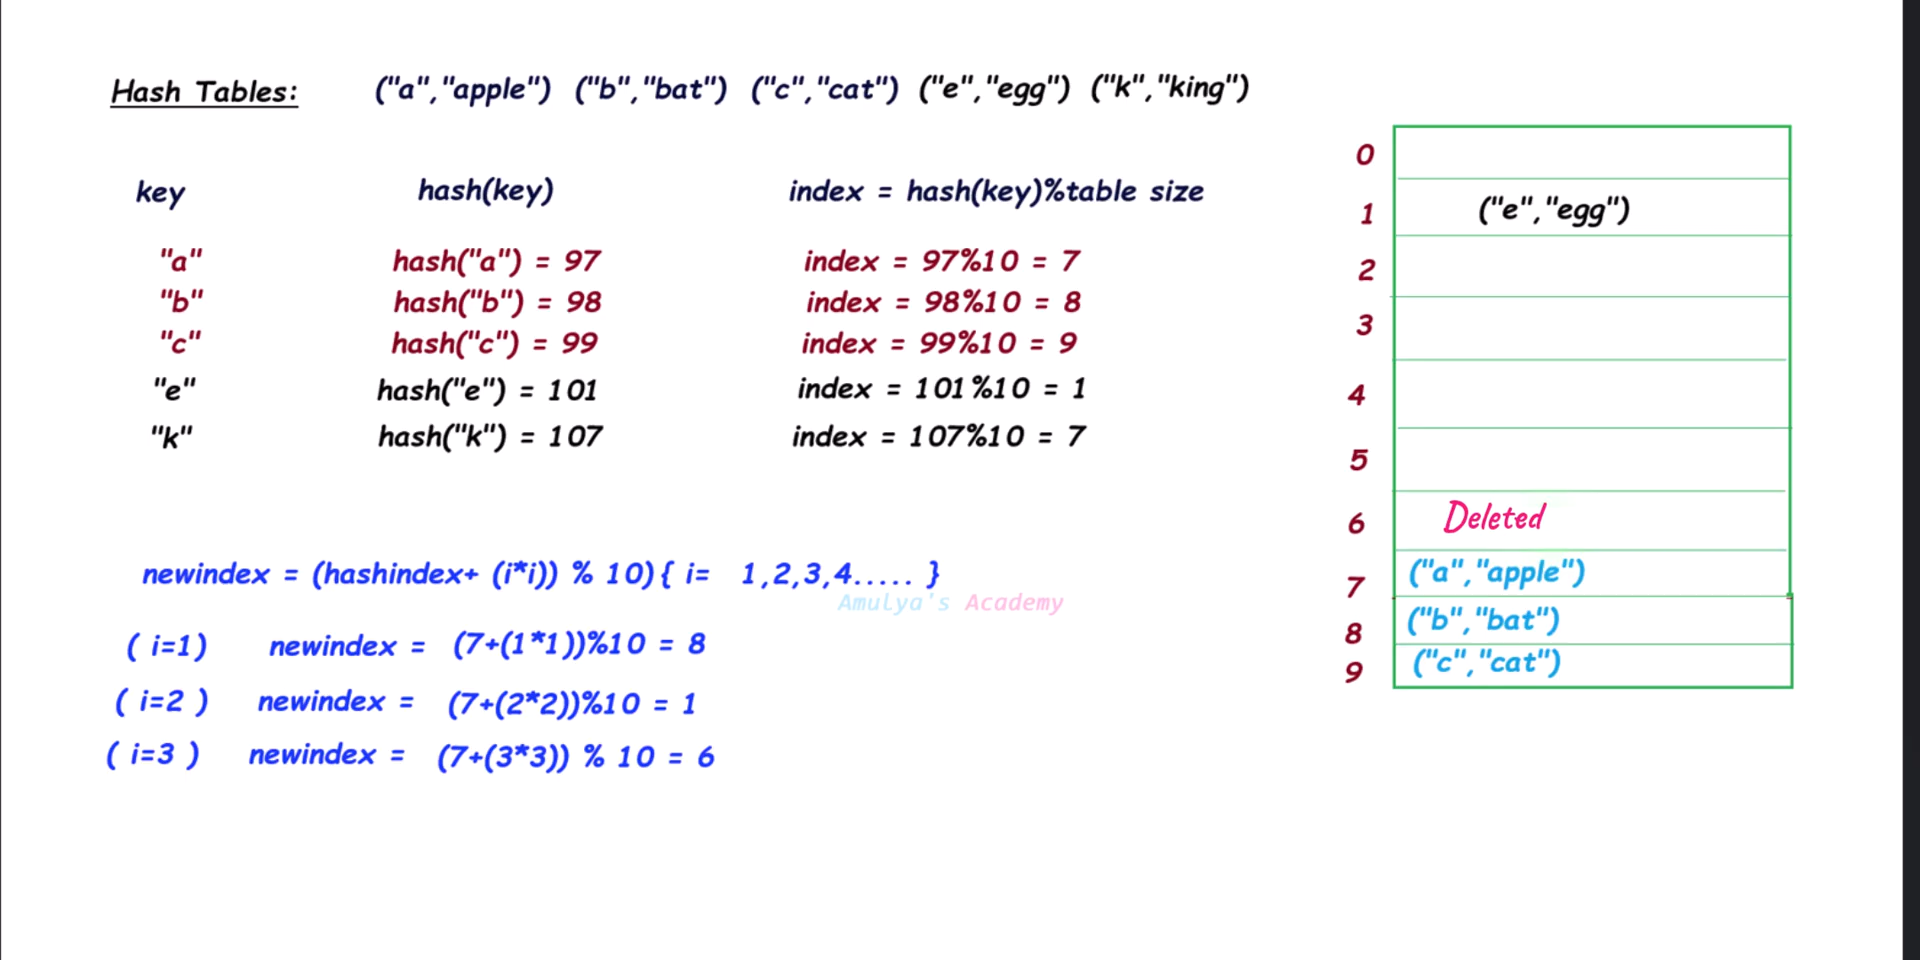 Hash Tables: ("a","apple") ("b","bat") ("c","cat") ("e","egg") ("k","king")
key hash(key) index = hash(key)%table size
"a" hash("a") = 97 index = 97%10 = 7
"b" hash("b") = 98 index = 98%10 = 8
"c" hash("c") = 99 index = 99%10 = 9
"e" hash("e") = 101 index = 101%10 = 1
"k" hash("k") = 107 index = 107%10 = 7
newindex = (hashindex+ (i*i)) % 10){ i= 1,2,3,4..... }
Amulya's Academy
( i=1) newindex = (7+(1*1))%10 = 8
( i=2 ) newindex = (7+(2*2))%10 = 1
( i=3 ) newindex = (7+(3*3)) % 10 = 6
0
1 ("e","egg")
2
3
4
5
6 Deleted
7 ("a","apple")
8 ("b","bat")
9 ("c","cat")